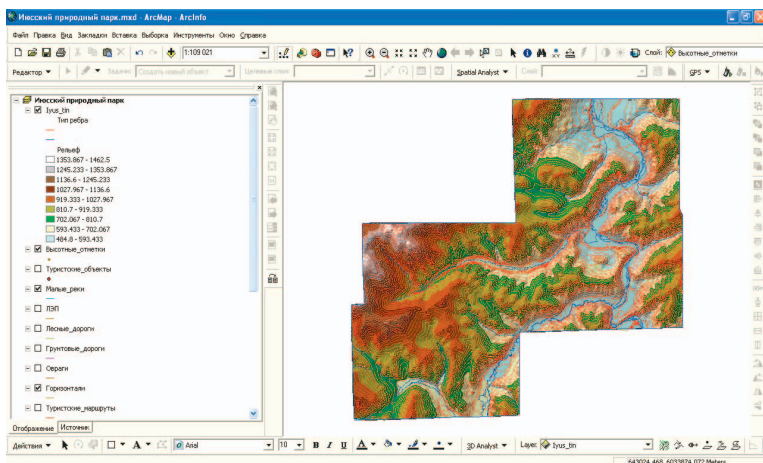 Июсский природный парк.mxd - ArcMap - ArcInfo
Файл Правка Вид Закладки Вставка Выборка Инструменты Окно Справка
1:109 021
Слой: Высотные_отметки
Редактор Задача: Создать новый объект Целевые слои: Spatial Analyst Слой: GPS
Июсский природный парк
Iyus_tin
Тип ребра
Рельеф
1353.867 - 1462.5
1245.233 - 1353.867
1136.6 - 1245.233
1027.967 - 1136.6
919.333 - 1027.967
810.7 - 919.333
702.067 - 810.7
593.433 - 702.067
484.8 - 593.433
Высотные_отметки
Туристские_объекты
Малые_реки
ЛЭП
Лесные_дороги
Грунтовые_дороги
Овраги
Горизонтали
Туристские_маршруты
Отображение Источник
Действия A Arial 10 B I U A 3D Analyst Layer: Iyus_tin
643024.468 6033874.072 Meters